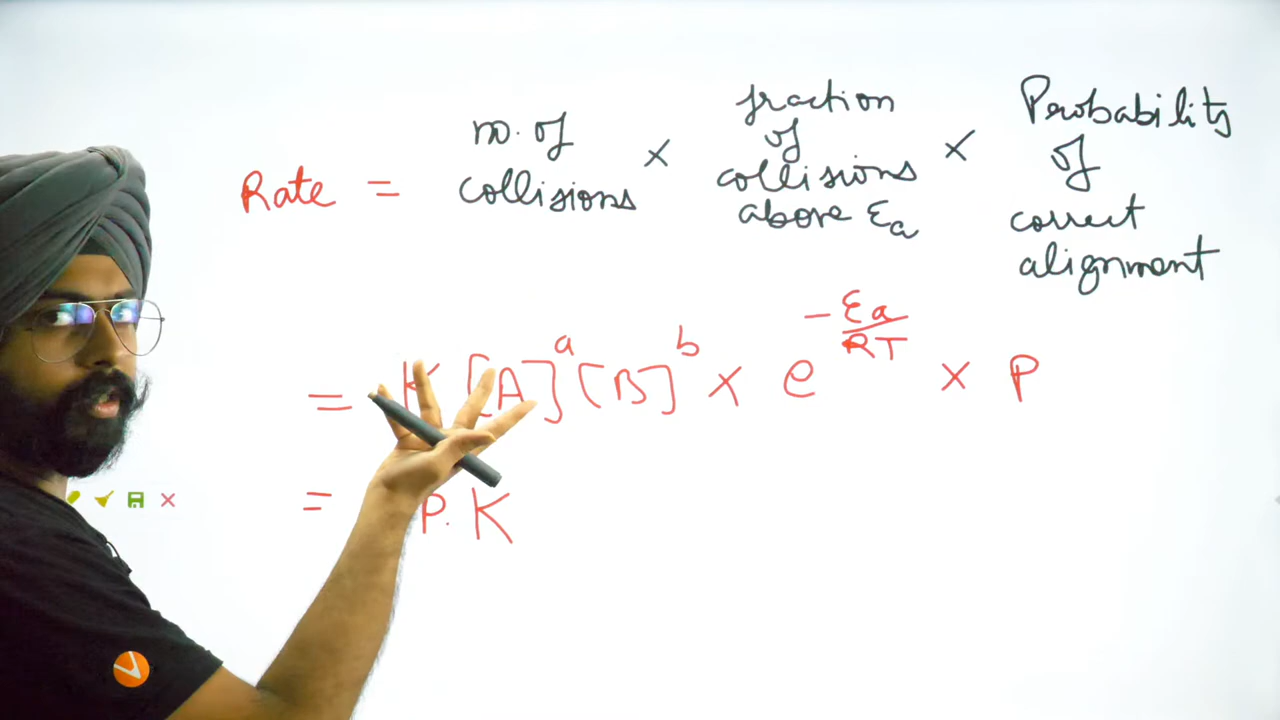 Rate = no. of collisions × fraction of collisions above Ea × Probability of correct alignment
= K [A]^a [B]^b × e^(-Ea/RT) × P
= P. K